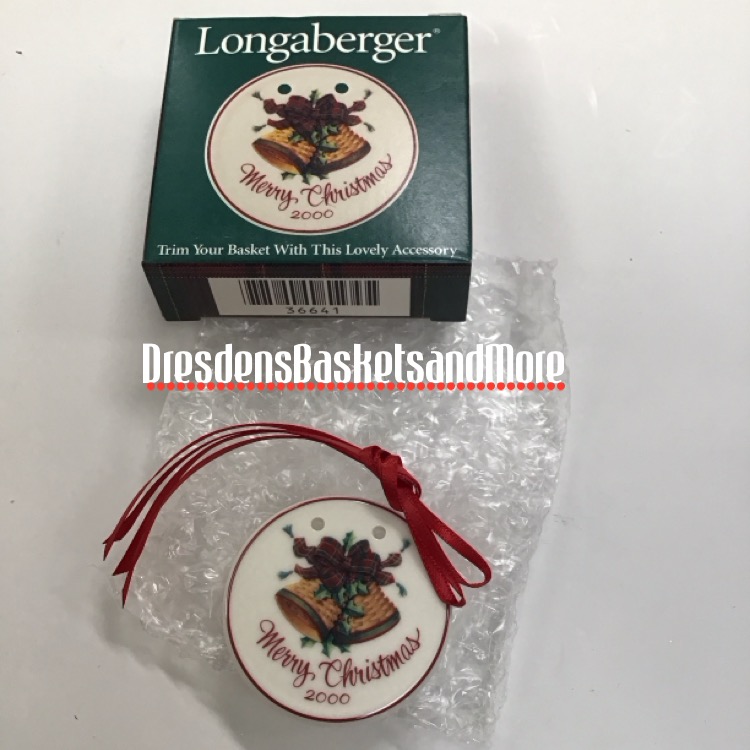 Longaberger®
Merry Christmas
2000
Trim Your Basket With This Lovely Accessory
36641
DresdensBasketsandMore
Merry Christmas
2000